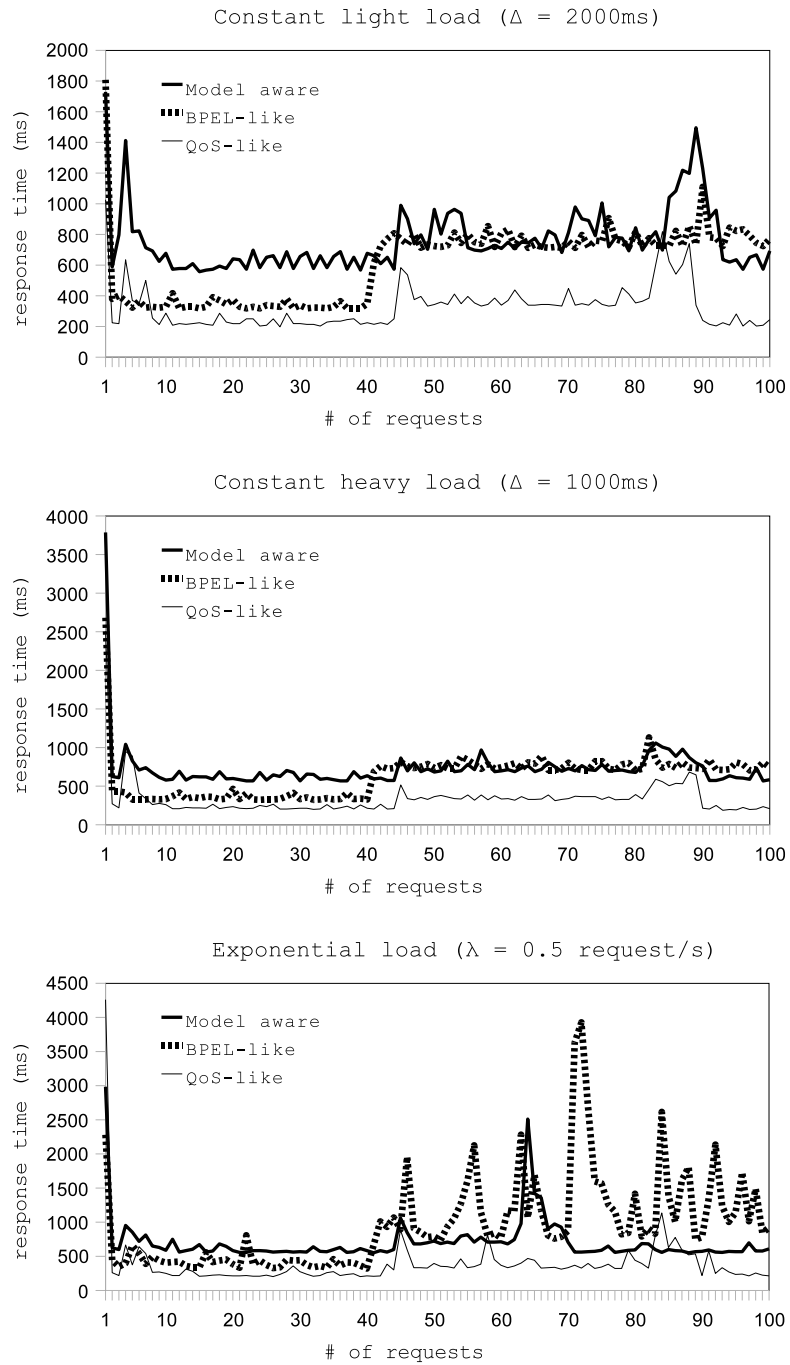 Constant light load (Δ = 2000ms)
2000
1800
1600
1400
1200
1000
800
600
400
200
0
response time (ms)
Model aware
BPEL-like
QoS-like
1 10 20 30 40 50 60 70 80 90 100
# of requests
Constant heavy load (Δ = 1000ms)
4000
3500
3000
2500
2000
1500
1000
500
0
response time (ms)
Model aware
BPEL-like
QoS-like
1 10 20 30 40 50 60 70 80 90 100
# of requests
Exponential load (λ = 0.5 request/s)
4500
4000
3500
3000
2500
2000
1500
1000
500
0
response time (ms)
Model aware
BPEL-like
QoS-like
1 10 20 30 40 50 60 70 80 90 100
# of requests